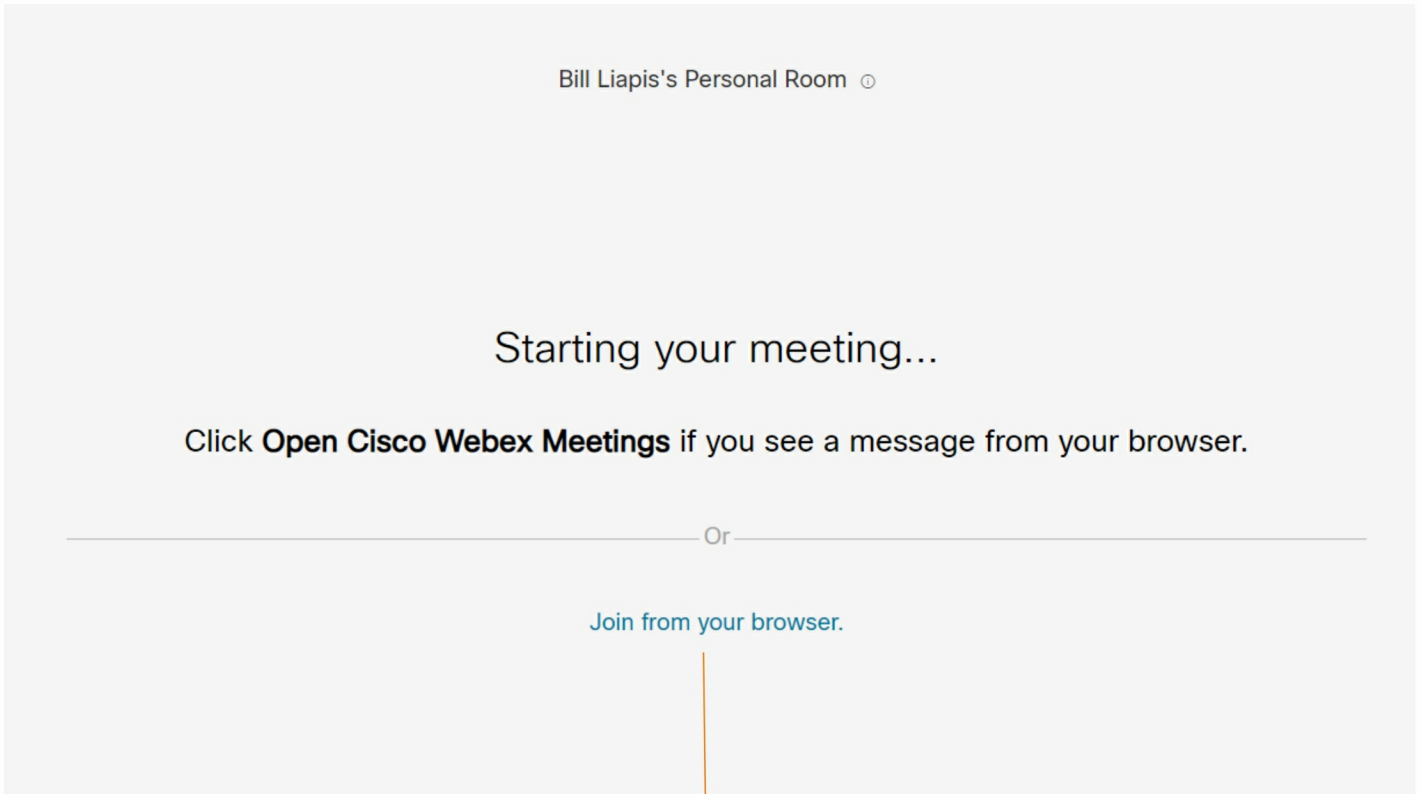 Bill Liapis's Personal Room
Starting your meeting...
Click Open Cisco Webex Meetings if you see a message from your browser.
Or
Join from your browser.